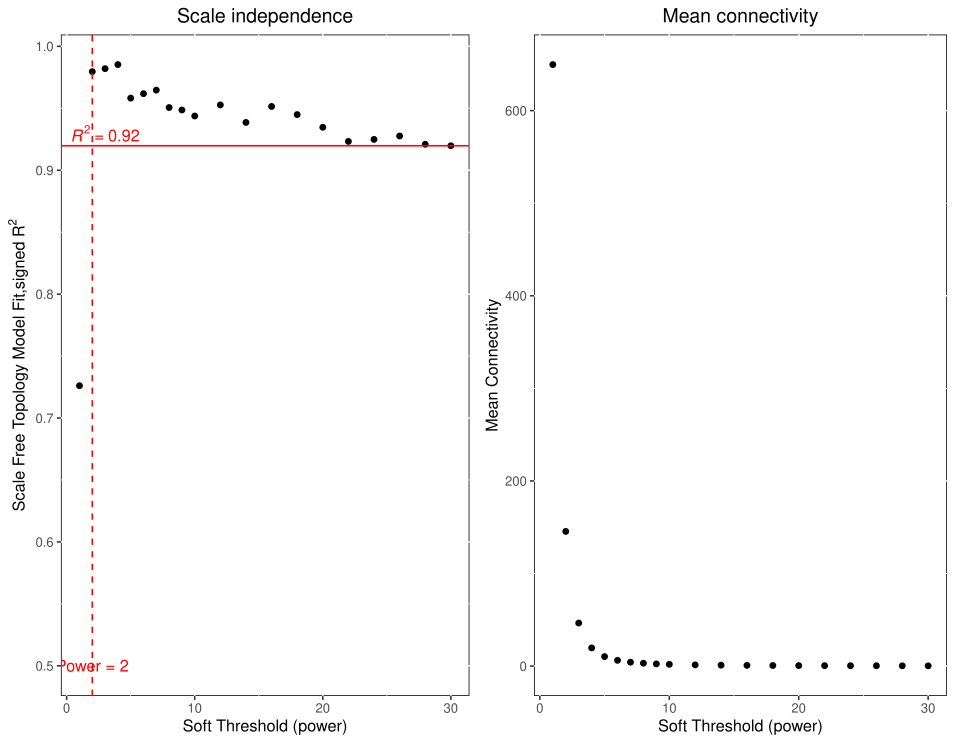 Scale independence
Mean connectivity
Scale Free Topology Model Fit,signed R²
1.0
0.9
0.8
0.7
0.6
0.5
R² = 0.92
Power = 2
0
10
20
30
Soft Threshold (power)
Mean Connectivity
600
400
200
0
0
10
20
30
Soft Threshold (power)